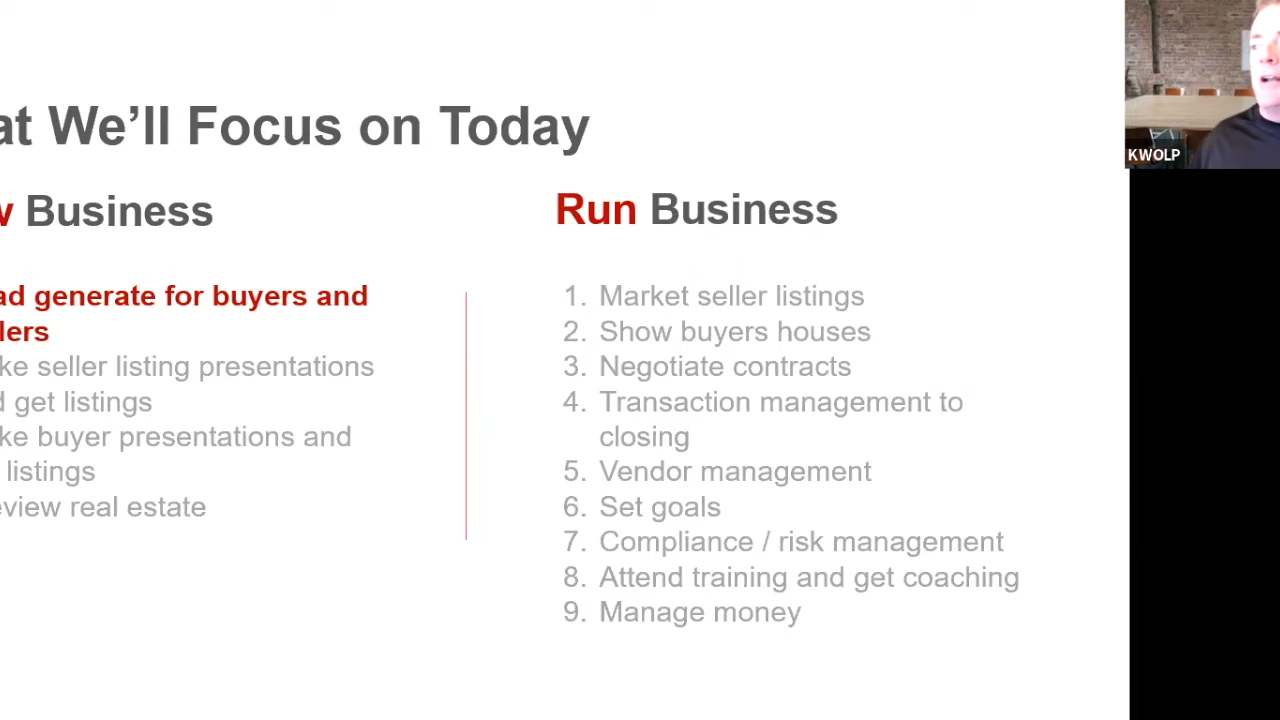 at We'll Focus on Today
w Business
ad generate for buyers and
lers
ke seller listing presentations
d get listings
ke buyer presentations and
listings
eview real estate
Run Business
1. Market seller listings
2. Show buyers houses
3. Negotiate contracts
4. Transaction management to
closing
5. Vendor management
6. Set goals
7. Compliance / risk management
8. Attend training and get coaching
9. Manage money
KWOLP